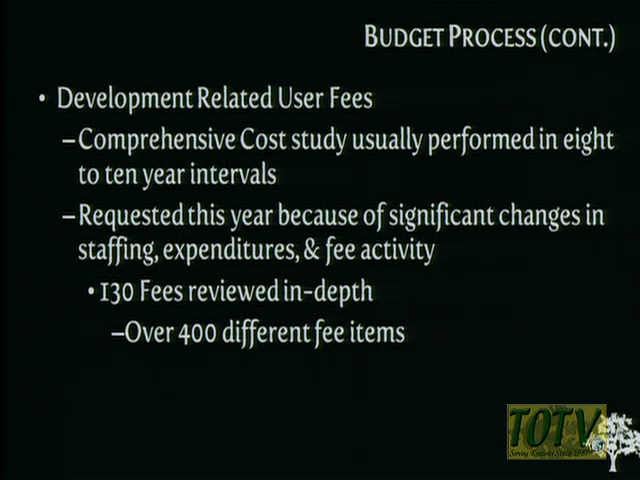 BUDGET PROCESS (CONT.)
• Development Related User Fees
–Comprehensive Cost study usually performed in eight
to ten year intervals
–Requested this year because of significant changes in
staffing, expenditures, & fee activity
• 130 Fees reviewed in-depth
–Over 400 different fee items
TOTV
Serving Residents Since 1987